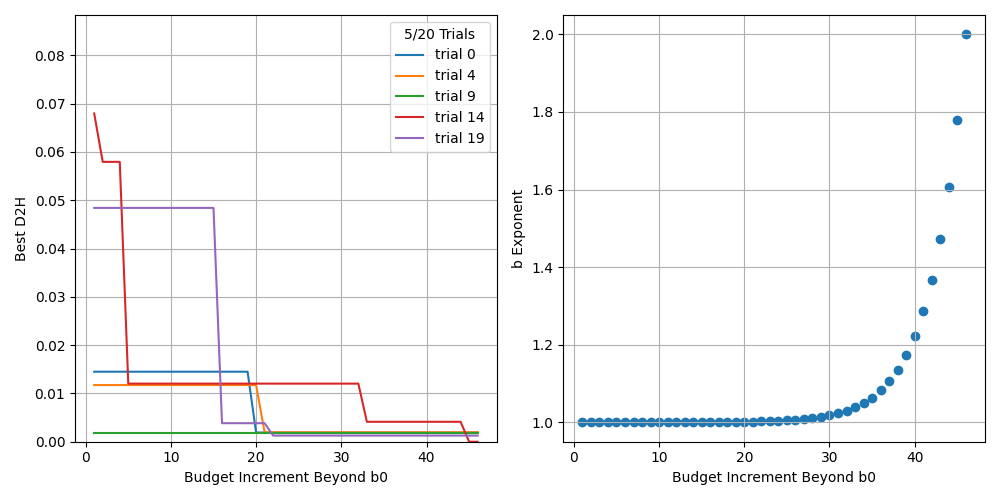 5/20 Trials
trial 0
trial 4
trial 9
trial 14
trial 19
Best D2H
0.08
0.07
0.06
0.05
0.04
0.03
0.02
0.01
0.00
0 10 20 30 40
Budget Increment Beyond b0
b Exponent
2.0
1.8
1.6
1.4
1.2
1.0
0 10 20 30 40
Budget Increment Beyond b0